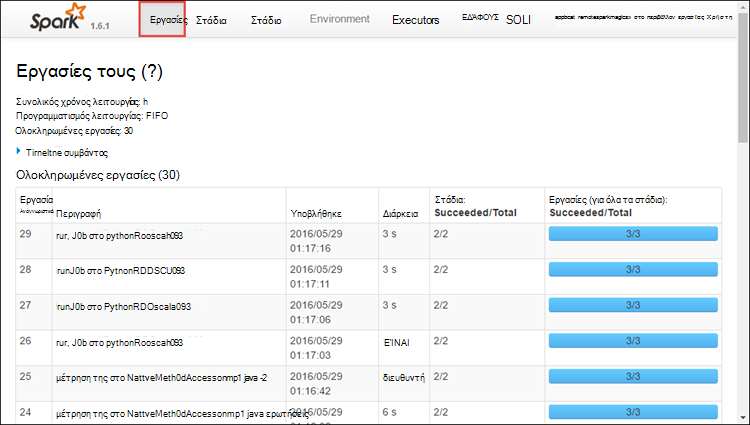 Spark 1.6.1 Εργασίες Στάδια Στάδιο Environment Executors ΕΔΆΦΟΥΣ SOLI appbcat remotesparkmagics» στο περιβάλλον εργασίας Χρήστη
Εργασίες τους (?)
Συνολικός χρόνος λειτουργίας: h
Προγραμματισμός λειτουργίας: FIFO
Ολοκληρωμένες εργασίες: 30
Tirneltne συμβάντος
Ολοκληρωμένες εργασίες (30)
Εργασία Στάδια: Εργασίες (για όλα τα στάδια):
Αναγνωριστικό Περιγραφή Υποβλήθηκε Διάρκεια Succeeded/Total Succeeded/Total
29 rur, J0b στο pythonRooscah093 2016/05/29 3 s 2/2 3/3
01:17:16
28 runJ0b στο PythonRDDSCU093 2016/05/29 3 s 2/2 3/3
01:17:11
27 runJ0b στο PythonRDOscala093 2016/05/29 3 s 2/2 3/3
01:17:06
26 rur, J0b στο pythonRooscah093 2016/05/29 ΕΊΝΑΙ 2/2 3/3
01:17:03
25 μέτρηση της στο NattveMeth0dAccessonmp1 java -2 2016/05/29 διευθυντή 2/2 3/3
01:16:42
24 μέτρηση της στο NattveMeth0dAccessonmp1 java ερωτήσεις 2016/05/29 6 s 2/2 3/3